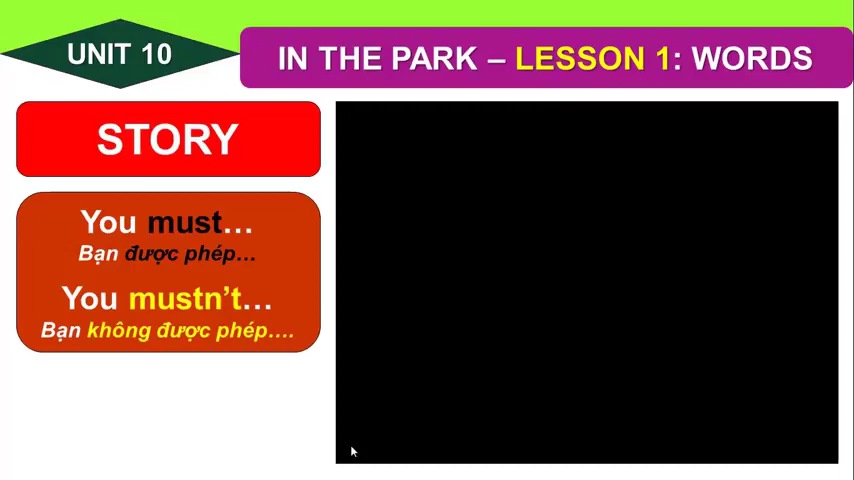 UNIT 10
IN THE PARK – LESSON 1: WORDS
STORY
You must…
Bạn được phép…
You mustn’t…
Bạn không được phép….